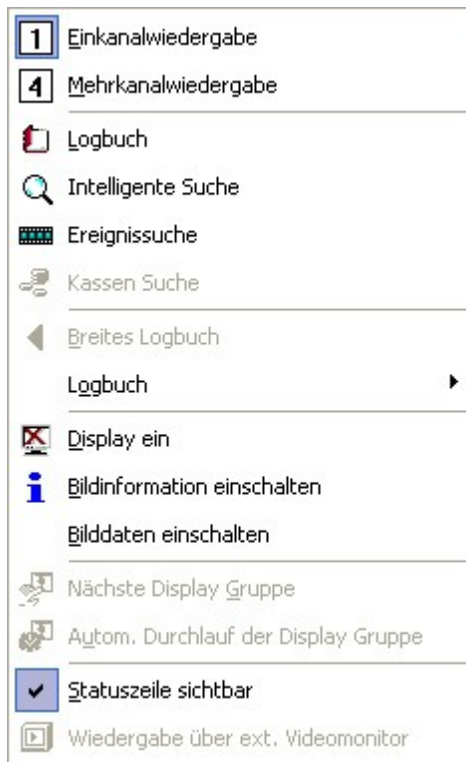 1 Einkanalwiedergabe
4 Mehrkanalwiedergabe
Logbuch
Intelligente Suche
Ereignissuche
Kassen Suche
Breites Logbuch
Logbuch
Display ein
Bildinformation einschalten
Bilddaten einschalten
Nächste Display Gruppe
Autom. Durchlauf der Display Gruppe
Statuszeile sichtbar
Wiedergabe über ext. Videomonitor